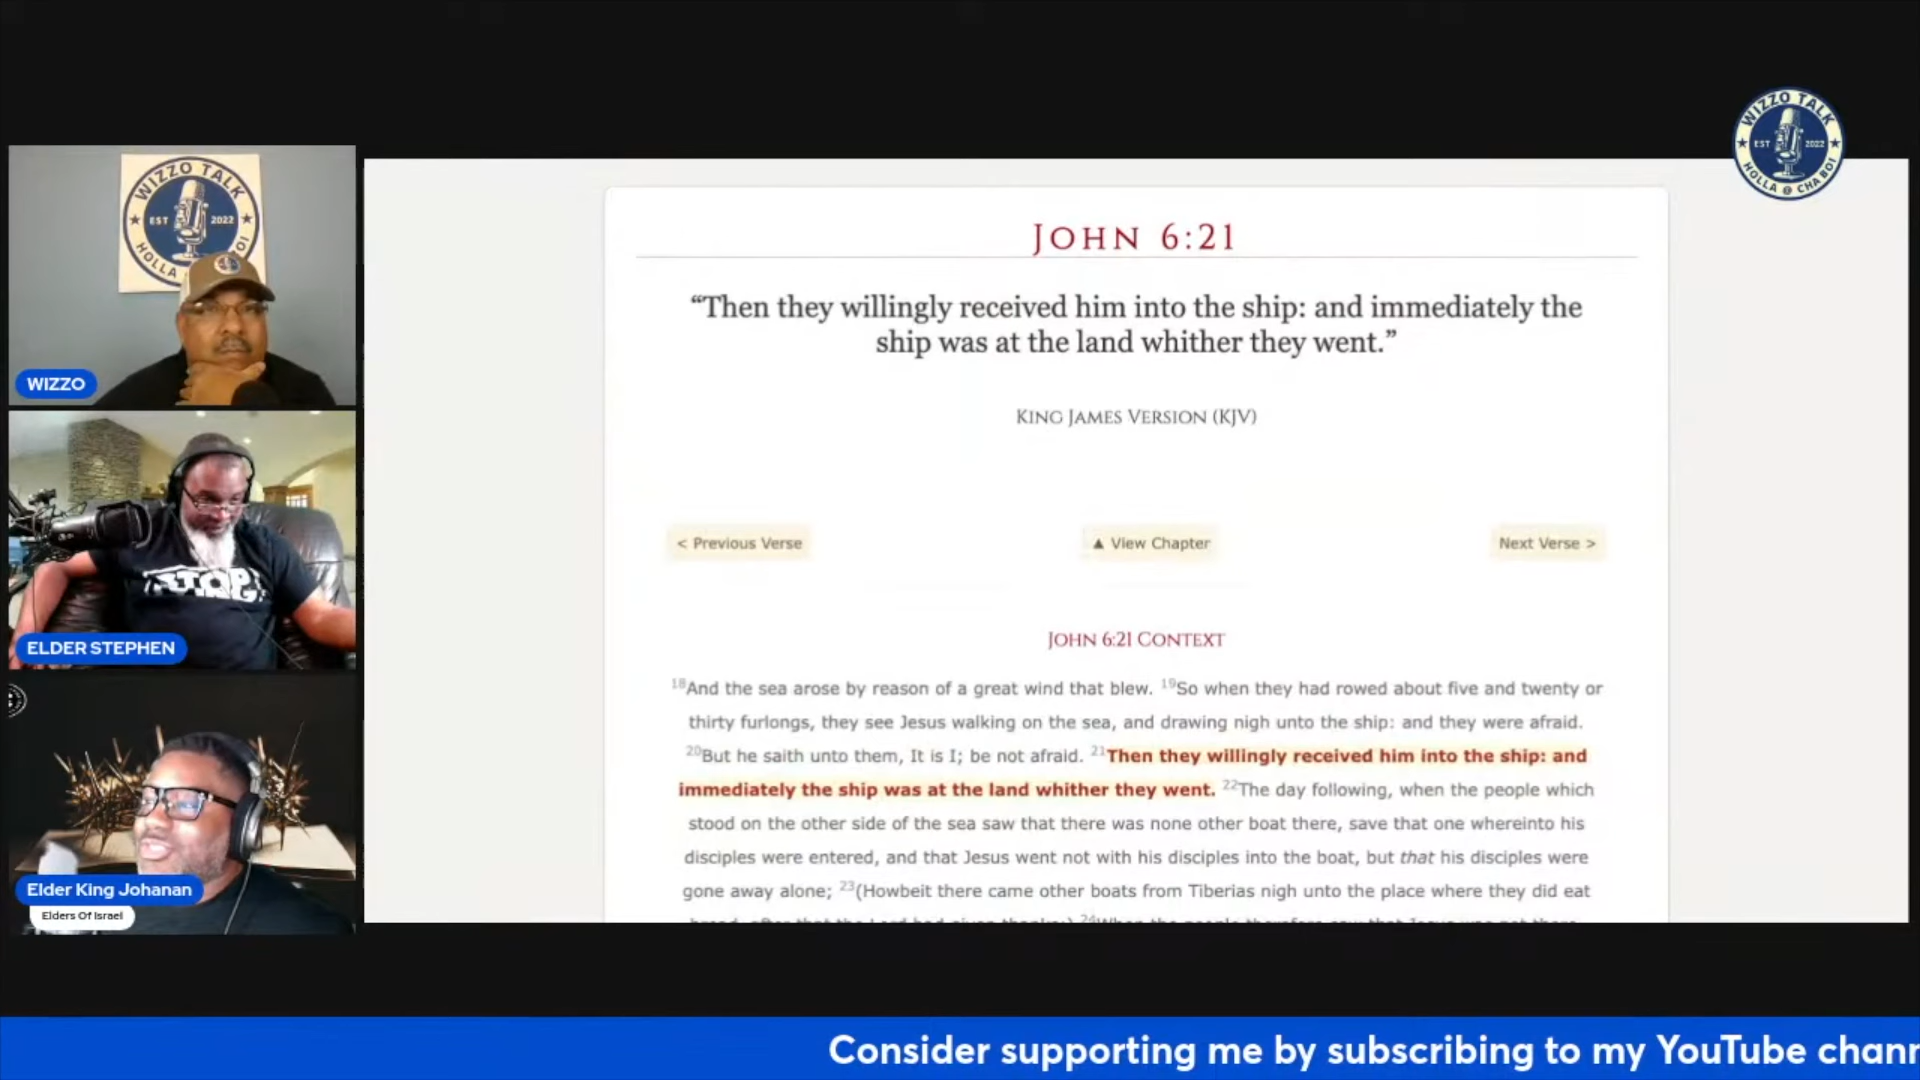 WIZZO TALK
EST 2022
HOLLA @ CHA BOI
WIZZO TALK
EST 2022
HOLLA
WIZZO
STOP
ELDER STEPHEN
Elder King Johanan
Elders Of Israel
JOHN 6:21
“Then they willingly received him into the ship: and immediately the
ship was at the land whither they went.”
KING JAMES VERSION (KJV)
< Previous Verse
▲ View Chapter
Next Verse >
JOHN 6:21 CONTEXT
18And the sea arose by reason of a great wind that blew. 19So when they had rowed about five and twenty or
thirty furlongs, they see Jesus walking on the sea, and drawing nigh unto the ship: and they were afraid.
20But he saith unto them, It is I; be not afraid. 21Then they willingly received him into the ship: and
immediately the ship was at the land whither they went. 22The day following, when the people which
stood on the other side of the sea saw that there was none other boat there, save that one whereinto his
disciples were entered, and that Jesus went not with his disciples into the boat, but that his disciples were
gone away alone; 23(Howbeit there came other boats from Tiberias nigh unto the place where they did eat
Consider supporting me by subscribing to my YouTube chann